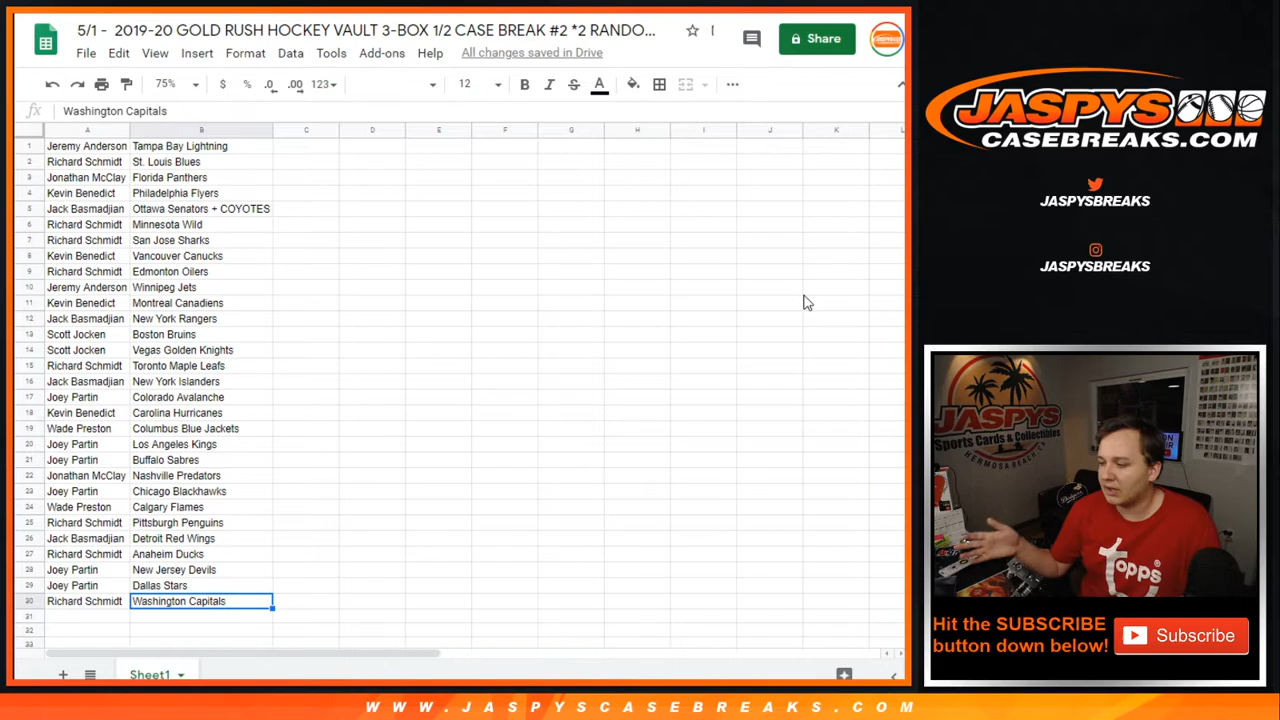 5/1 - 2019-20 GOLD RUSH HOCKEY VAULT 3-BOX 1/2 CASE BREAK #2 *2 RANDO...
Share
File Edit View Insert Format Data Tools Add-ons Help All changes saved in Drive
75% $ % .0 .00 123 12 B I S A
fx Washington Capitals
A B C D E F G H I J K L
1 Jeremy Anderson Tampa Bay Lightning
2 Richard Schmidt St. Louis Blues
3 Jonathan McClay Florida Panthers
4 Kevin Benedict Philadelphia Flyers
5 Jack Basmadjian Ottawa Senators + COYOTES
6 Richard Schmidt Minnesota Wild
7 Richard Schmidt San Jose Sharks
8 Kevin Benedict Vancouver Canucks
9 Richard Schmidt Edmonton Oilers
10 Jeremy Anderson Winnipeg Jets
11 Kevin Benedict Montreal Canadiens
12 Jack Basmadjian New York Rangers
13 Scott Jocken Boston Bruins
14 Scott Jocken Vegas Golden Knights
15 Richard Schmidt Toronto Maple Leafs
16 Jack Basmadjian New York Islanders
17 Joey Partin Colorado Avalanche
18 Kevin Benedict Carolina Hurricanes
19 Wade Preston Columbus Blue Jackets
20 Joey Partin Los Angeles Kings
21 Joey Partin Buffalo Sabres
22 Jonathan McClay Nashville Predators
23 Joey Partin Chicago Blackhawks
24 Wade Preston Calgary Flames
25 Richard Schmidt Pittsburgh Penguins
26 Jack Basmadjian Detroit Red Wings
27 Richard Schmidt Anaheim Ducks
28 Joey Partin New Jersey Devils
29 Joey Partin Dallas Stars
30 Richard Schmidt Washington Capitals
31
32
33
Sheet1
JASPYS
CASEBREAKS.COM
JASPYSBREAKS
JASPYSBREAKS
JASPYS
Sports Cards & Collectibles
HERMOSA BEACH, CA
Dodgers
topps
Hit the SUBSCRIBE
button down below!
Subscribe
WWW.JASPYSCASEBREAKS.COM